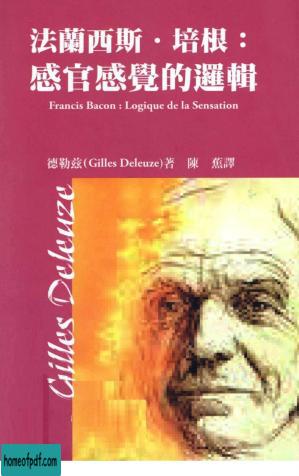 法蘭西斯．培根：
感官感覺的邏輯
Francis Bacon : Logique de la Sensation
德勒茲(Gilles Deleuze)著 陳 蕉譯
Gilles Deleuze
homeofpdf.com